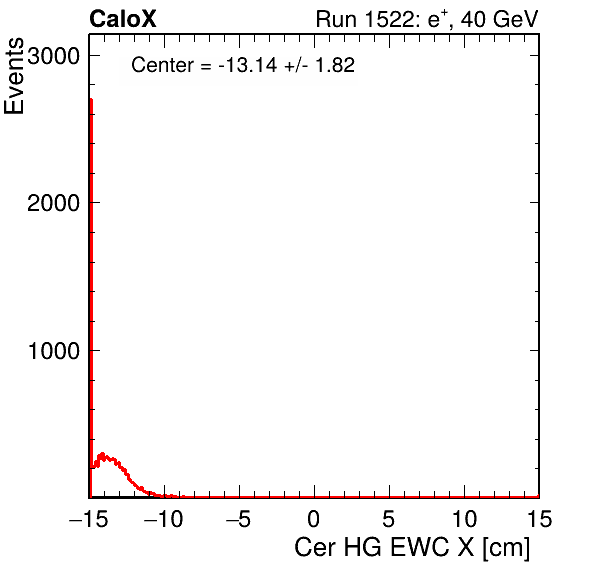 CaloX Run 1522: e⁺, 40 GeV
Events
Center = -13.14 +/- 1.82
3000
2000
1000
−15 −10 −5 0 5 10 15
Cer HG EWC X [cm]